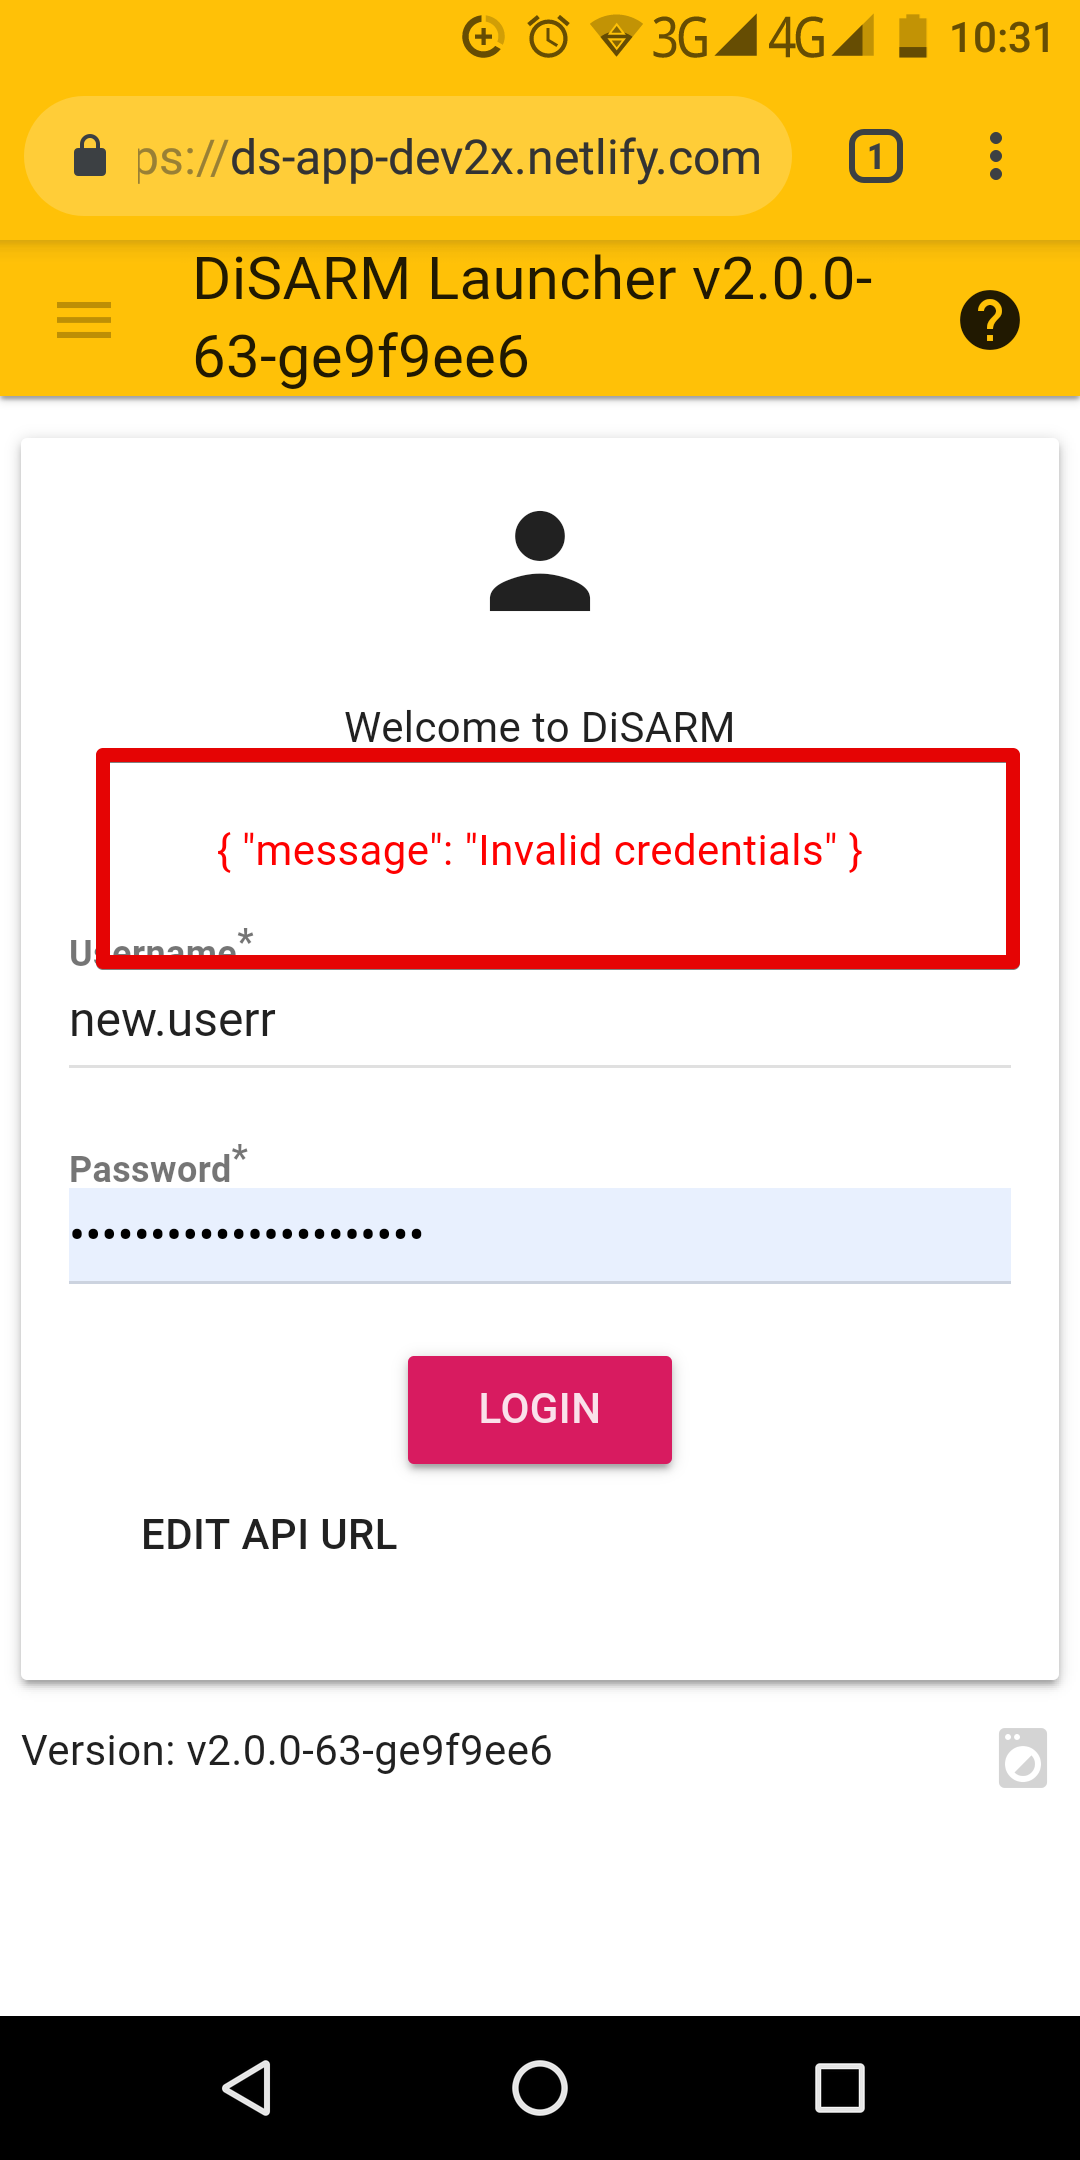 3G 4G 10:31
ps://ds-app-dev2x.netlify.com
1
DiSARM Launcher v2.0.0-
63-ge9f9ee6
?
Welcome to DiSARM
{ "message": "Invalid credentials" }
Username*
new.userr
Password*
••••••••••••••••••••••
LOGIN
EDIT API URL
Version: v2.0.0-63-ge9f9ee6